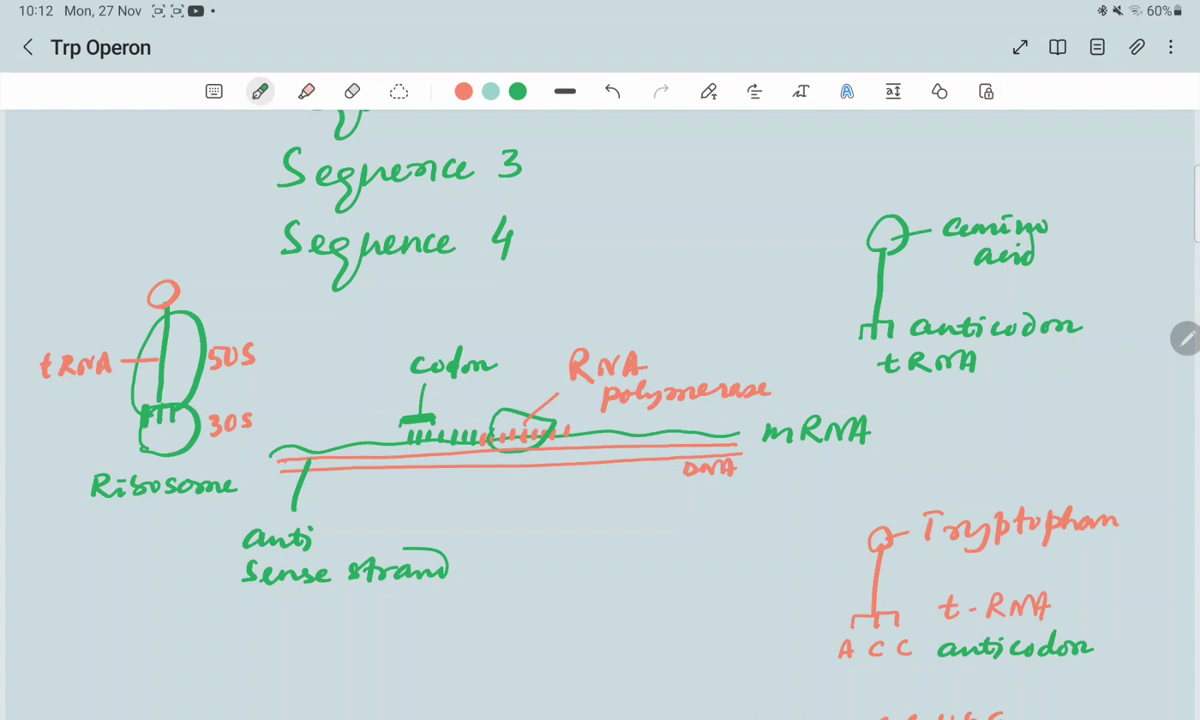 10:12 Mon, 27 Nov
60%
Trp Operon
Sequence 3
Sequence 4
amino
acid
anticodon
tRNA
tRNA
50S
30S
Ribosome
codon
RNA
polymerase
mRNA
DNA
anti
sense strand
Tryptophan
t-RNA
A C C anticodon